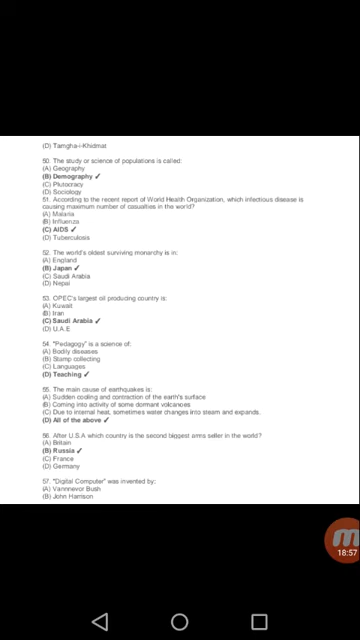 (D) Tamgha-i-Khidmat
50. The study or science of populations is called:
(A) Geography
(B) Demography ✓
(C) Plutocracy
(D) Sociology
51. According to the recent report of World Health Organization, which infectious disease is
causing maximum number of casualties in the world?
(A) Malaria
(B) Influenza
(C) AIDS ✓
(D) Tuberculosis
52. The world's oldest surviving monarchy is in:
(A) England
(B) Japan ✓
(C) Saudi Arabia
(D) Nepal
53. OPEC's largest oil producing country is:
(A) Kuwait
(B) Iran
(C) Saudi Arabia ✓
(D) U.A.E
54. "Pedagogy" is a science of:
(A) Bodily diseases
(B) Stamp collecting
(C) Languages
(D) Teaching ✓
55. The main cause of earthquakes is:
(A) Sudden cooling and contraction of the earth's surface
(B) Coming into activity of some dormant volcanoes
(C) Due to internal heat, sometimes water changes into steam and expands.
(D) All of the above ✓
56. After U.S.A which country is the second biggest arms seller in the world?
(A) Britain
(B) Russia ✓
(C) France
(D) Germany
57. "Digital Computer" was invented by:
(A) Vannnevor Bush
(B) John Harrison
18:57